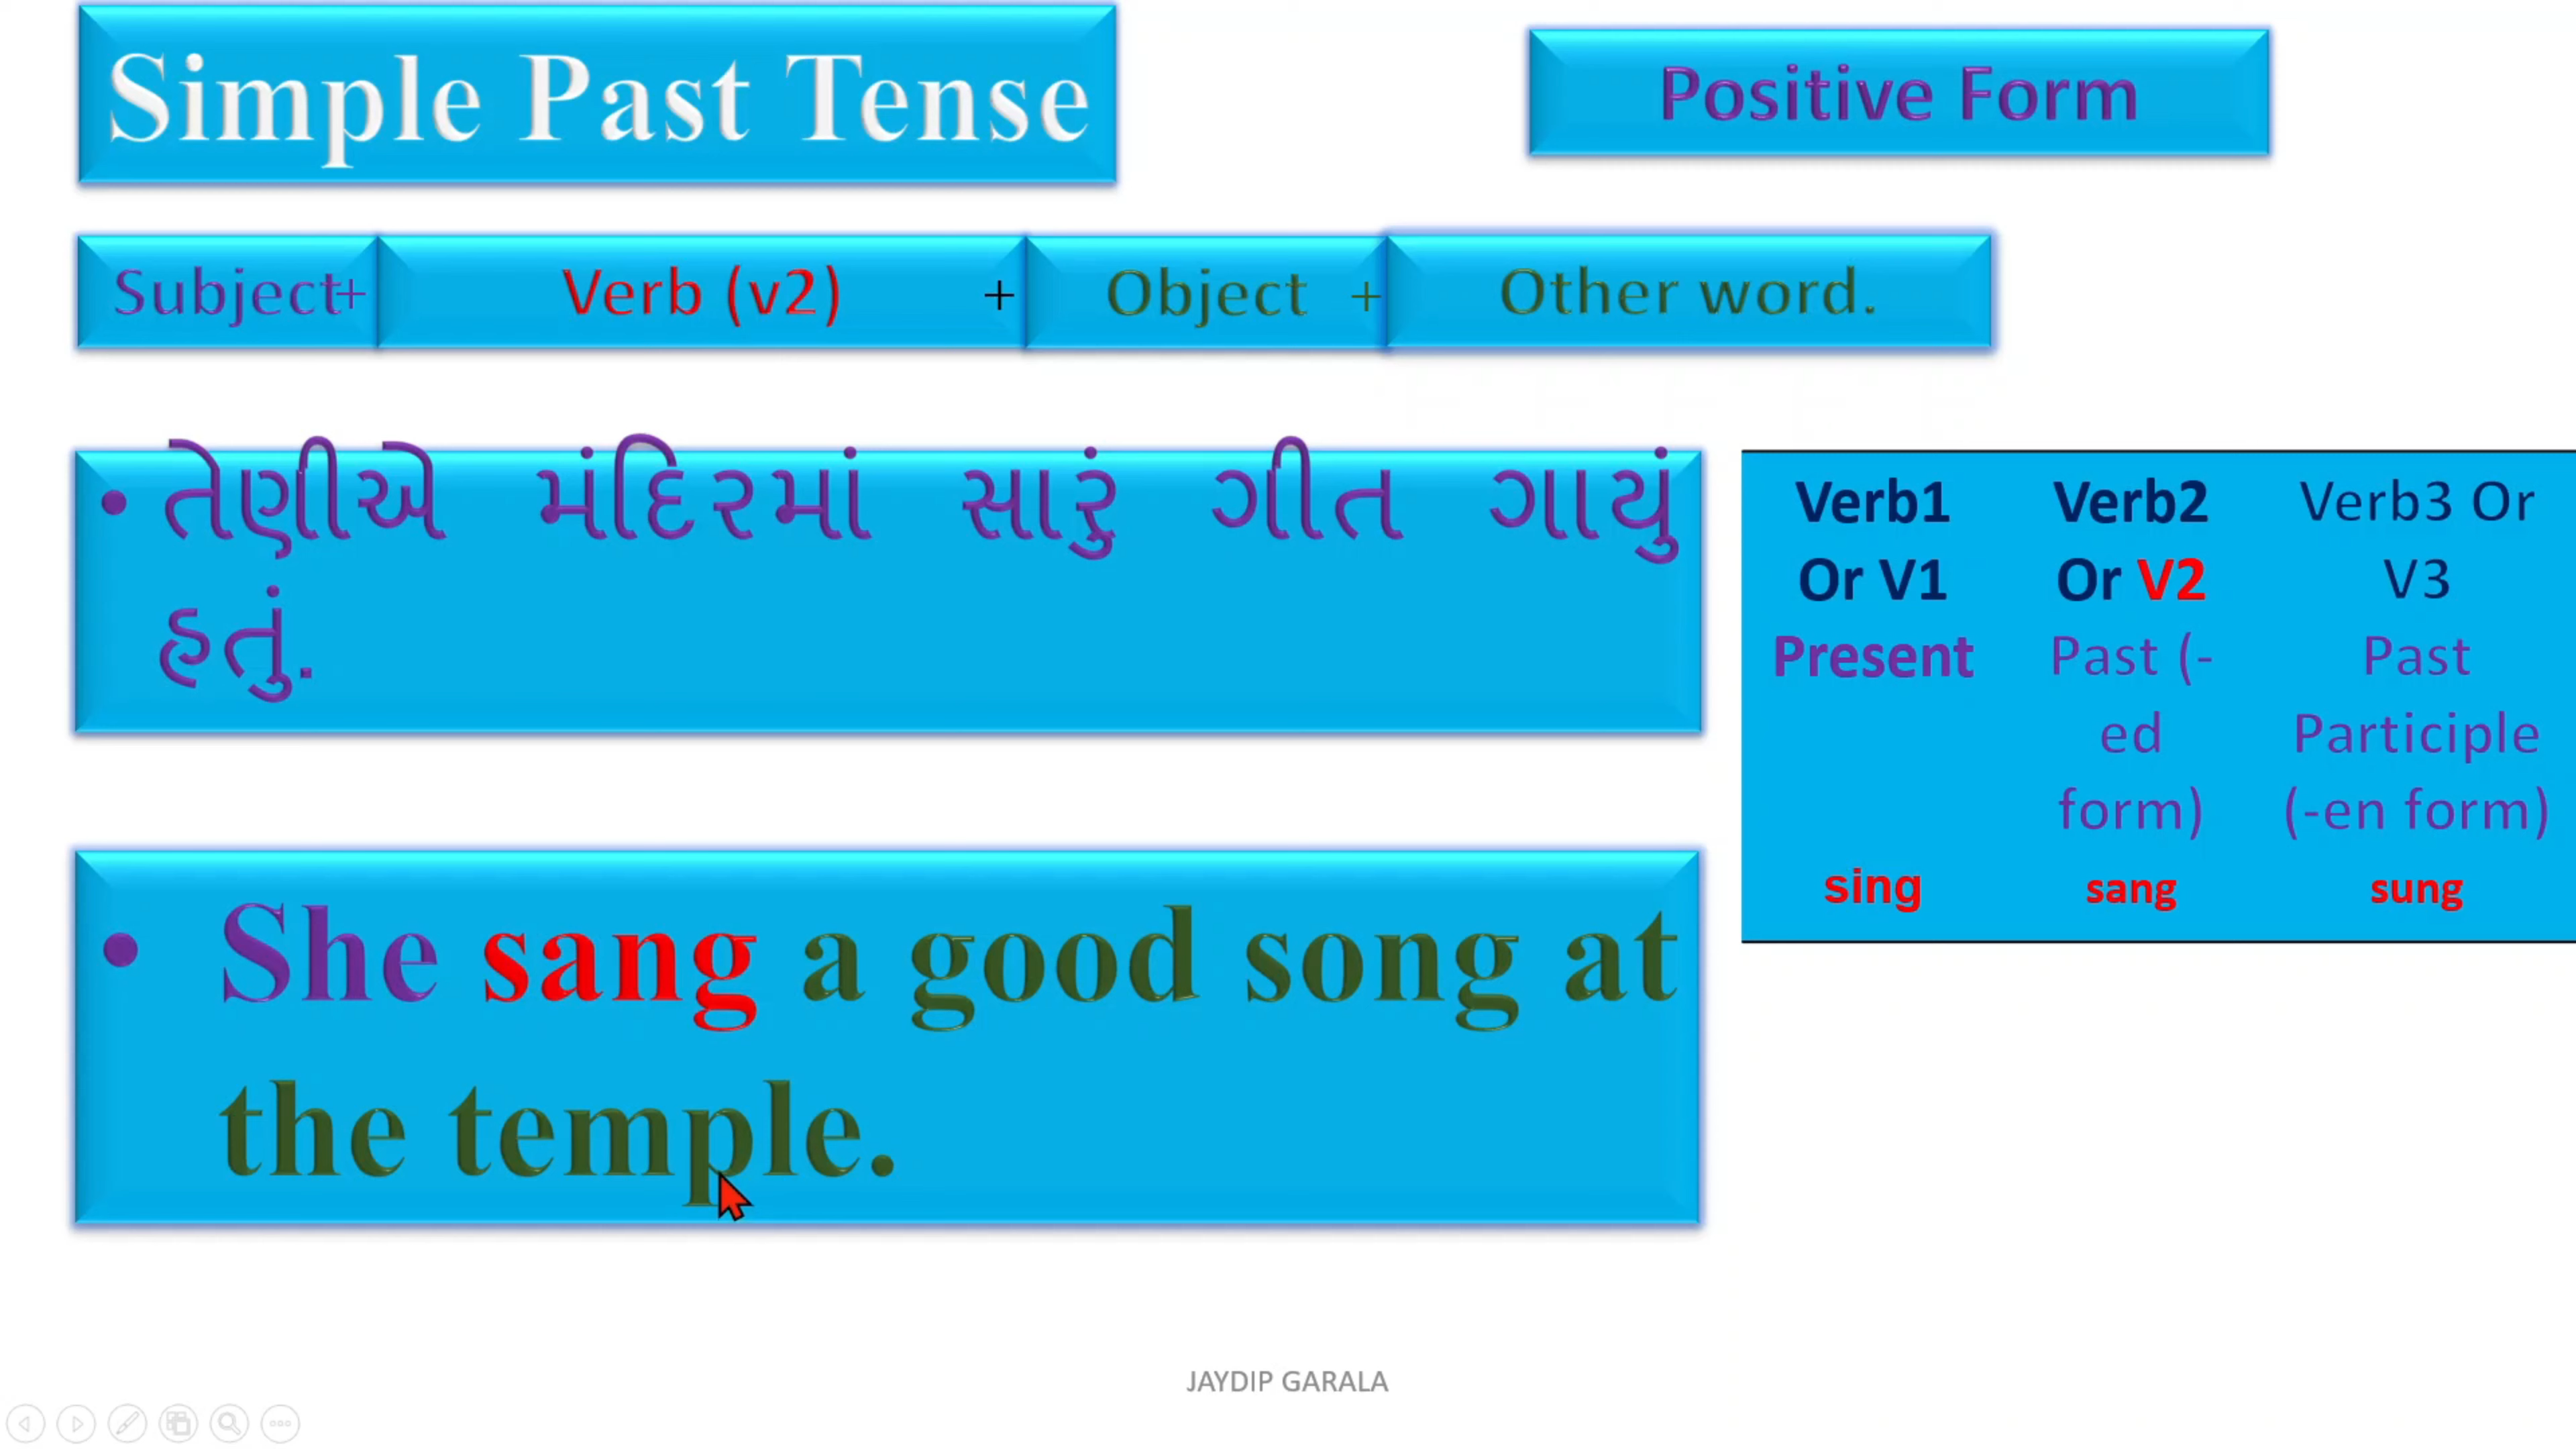 Simple Past Tense
Positive Form
Subject+ Verb (v2) + Object + Other word.
• તેણીએ મંદિરમાં સારું ગીત ગાયું
હતું.
Verb1 Verb2 Verb3 Or
Or V1 Or V2 V3
Present Past (- Past
ed Participle
form) (-en form)
sing sang sung
• She sang a good song at
the temple.
JAYDIP GARALA